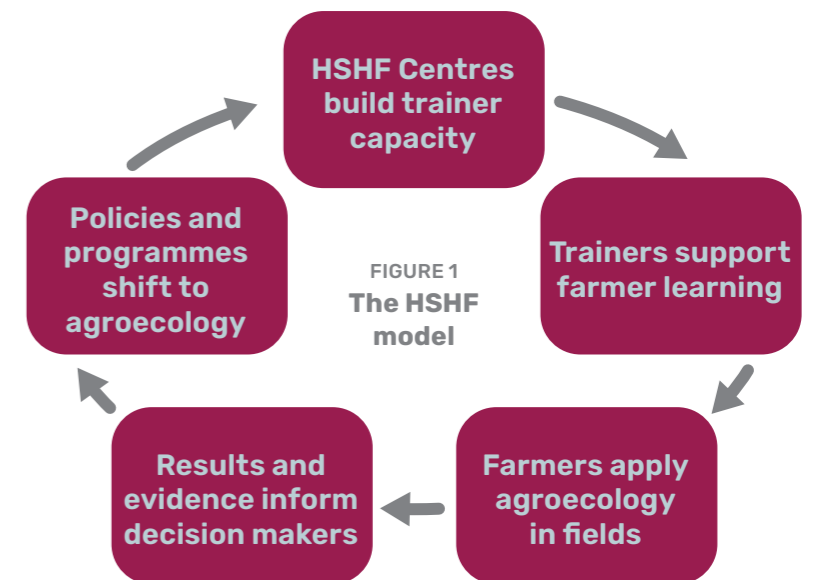 HSHF Centres
build trainer
capacity
Trainers support
farmer learning
Farmers apply
agroecology
in fields
Results and
evidence inform
decision makers
Policies and
programmes
shift to
agroecology
FIGURE 1
The HSHF
model